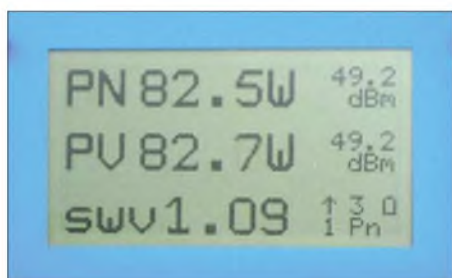 PN 82.5W 49.2 dBm
PV 82.7W 49.2 dBm
swv1.09 ↑ 3 Ω
1 Pn